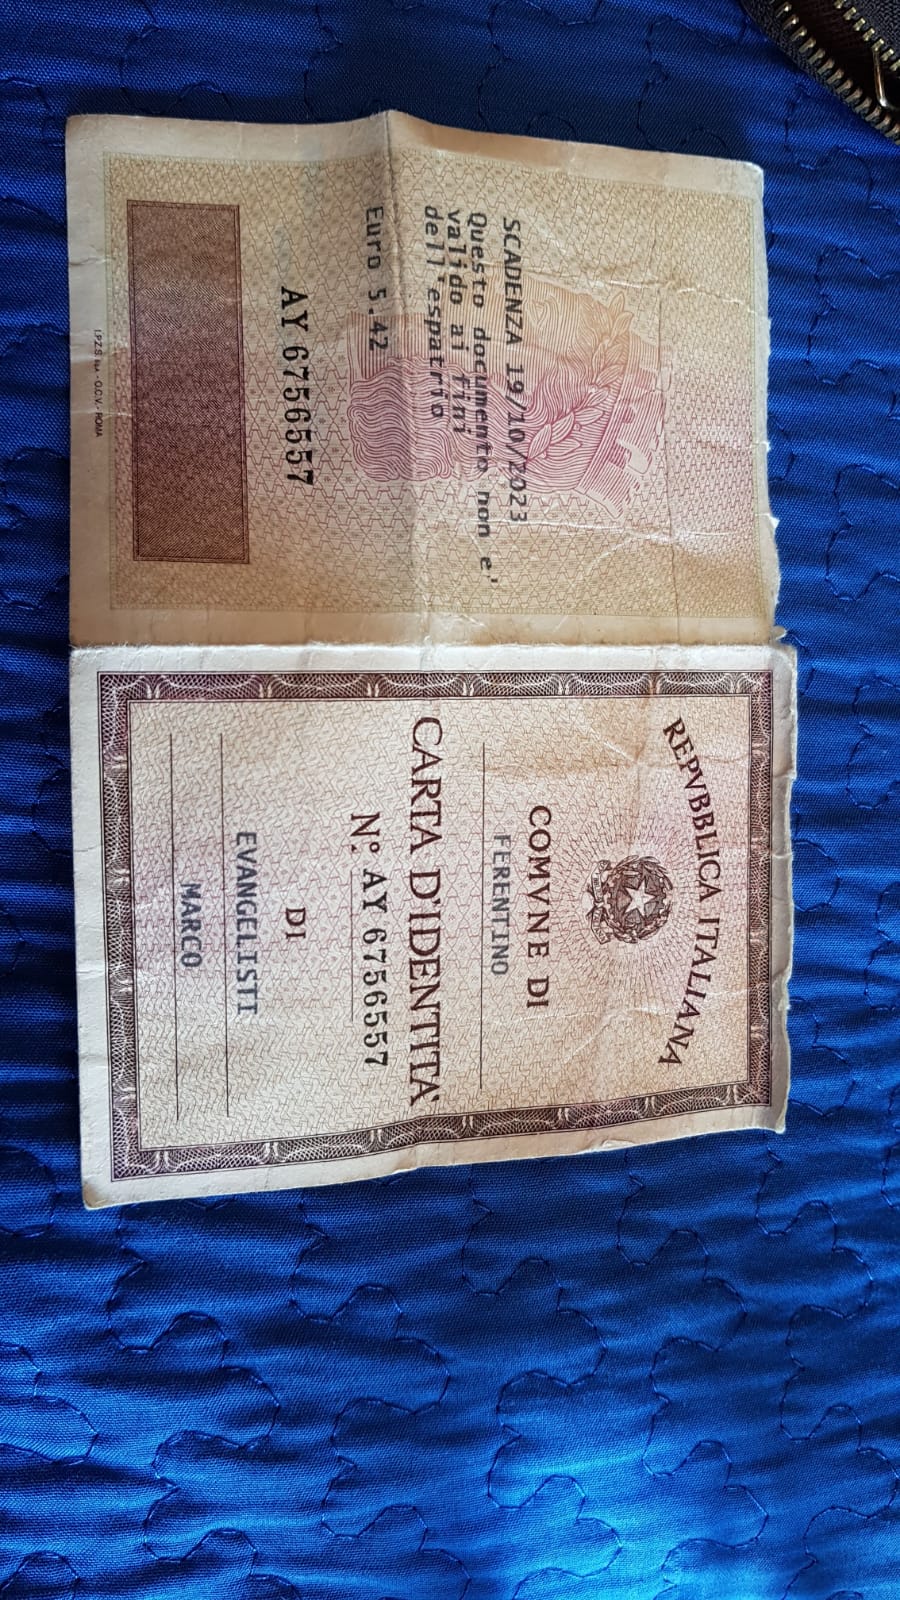 SCADENZA 19/10/2023
Questo documento non e'
valido ai fini
dell'espatrio
Euro 5.42
AY 6756557
I.P.Z.S. S.p.A. - O.C.V. - ROMA
REPVBBLICA ITALIANA
COMVNE DI
FERENTINO
CARTA D'IDENTITA'
N° AY 6756557
DI
EVANGELISTI
MARCO